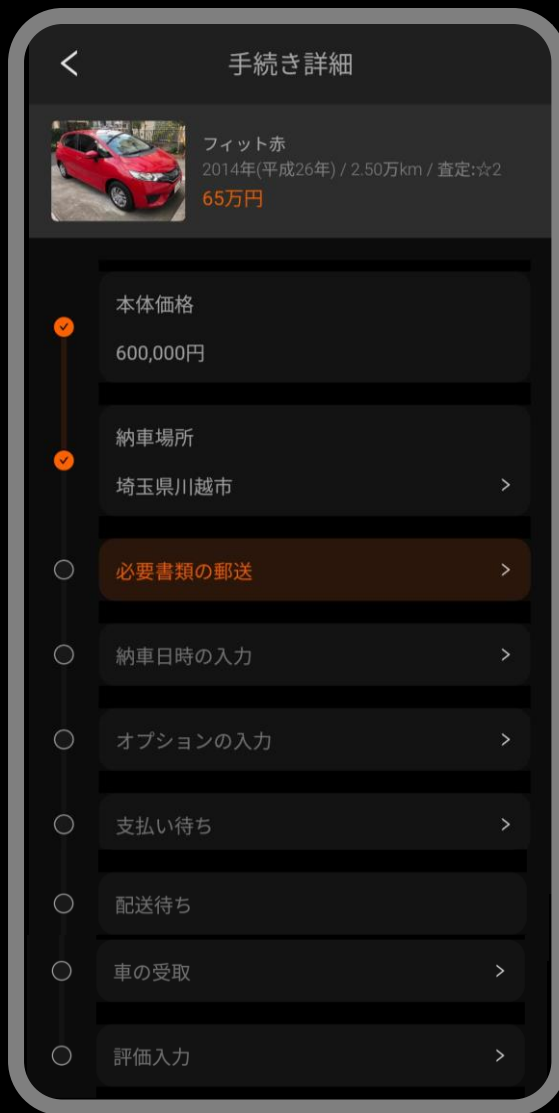 手続き詳細
フィット赤
2014年(平成26年) / 2.50万km / 査定:☆2
65万円
本体価格
600,000円
納車場所
埼玉県川越市
必要書類の郵送
納車日時の入力
オプションの入力
支払い待ち
配送待ち
車の受取
評価入力